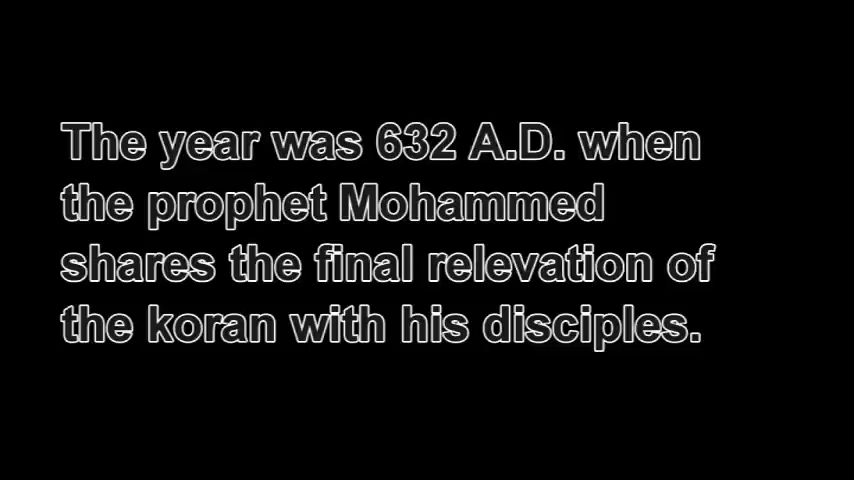 The year was 632 A.D. when
the prophet Mohammed
shares the final relevation of
the koran with his disciples.